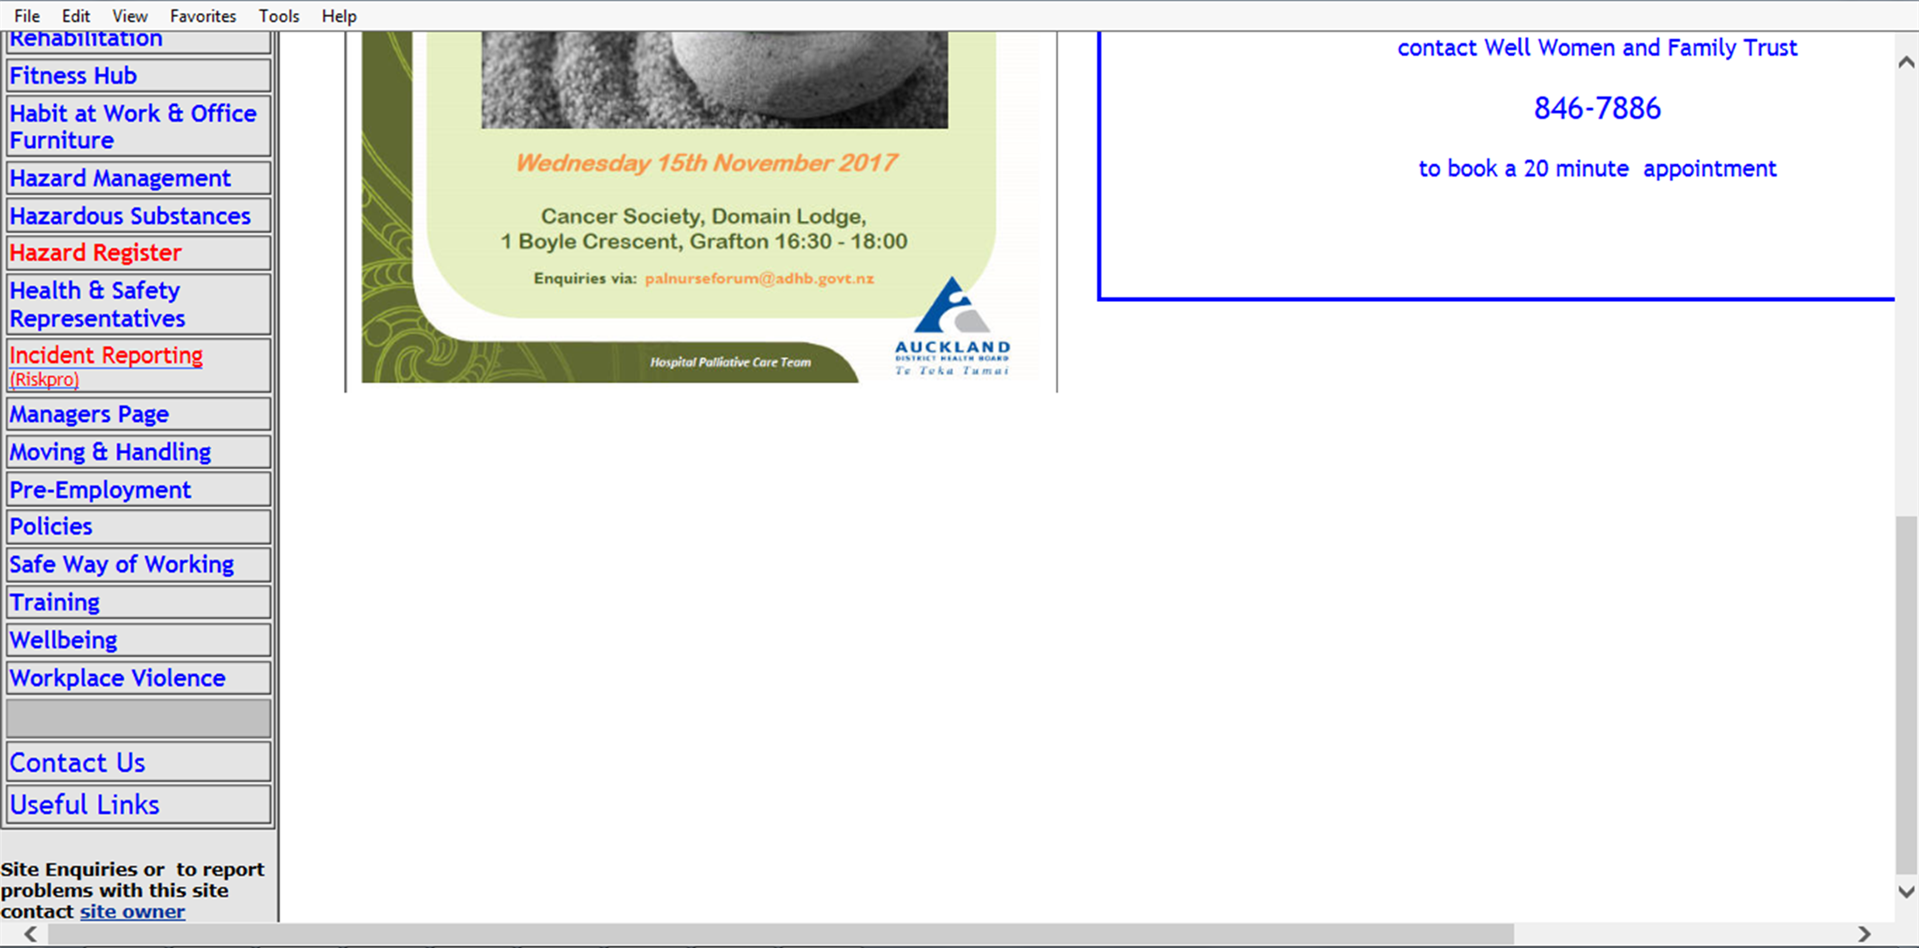 File Edit View Favorites Tools Help
Rehabilitation
Fitness Hub
Habit at Work & Office
Furniture
Hazard Management
Hazardous Substances
Hazard Register
Health & Safety
Representatives
Incident Reporting
(Riskpro)
Managers Page
Moving & Handling
Pre-Employment
Policies
Safe Way of Working
Training
Wellbeing
Workplace Violence
Contact Us
Useful Links
Site Enquiries or  to report
problems with this site
contact site owner
Wednesday 15th November 2017
Cancer Society, Domain Lodge,
1 Boyle Crescent, Grafton 16:30 - 18:00
Enquiries via: palnurseforum@adhb.govt.nz
AUCKLAND
DISTRICT HEALTH BOARD
Te Toka Tumai
Hospital Palliative Care Team
contact Well Women and Family Trust
846-7886
to book a 20 minute  appointment